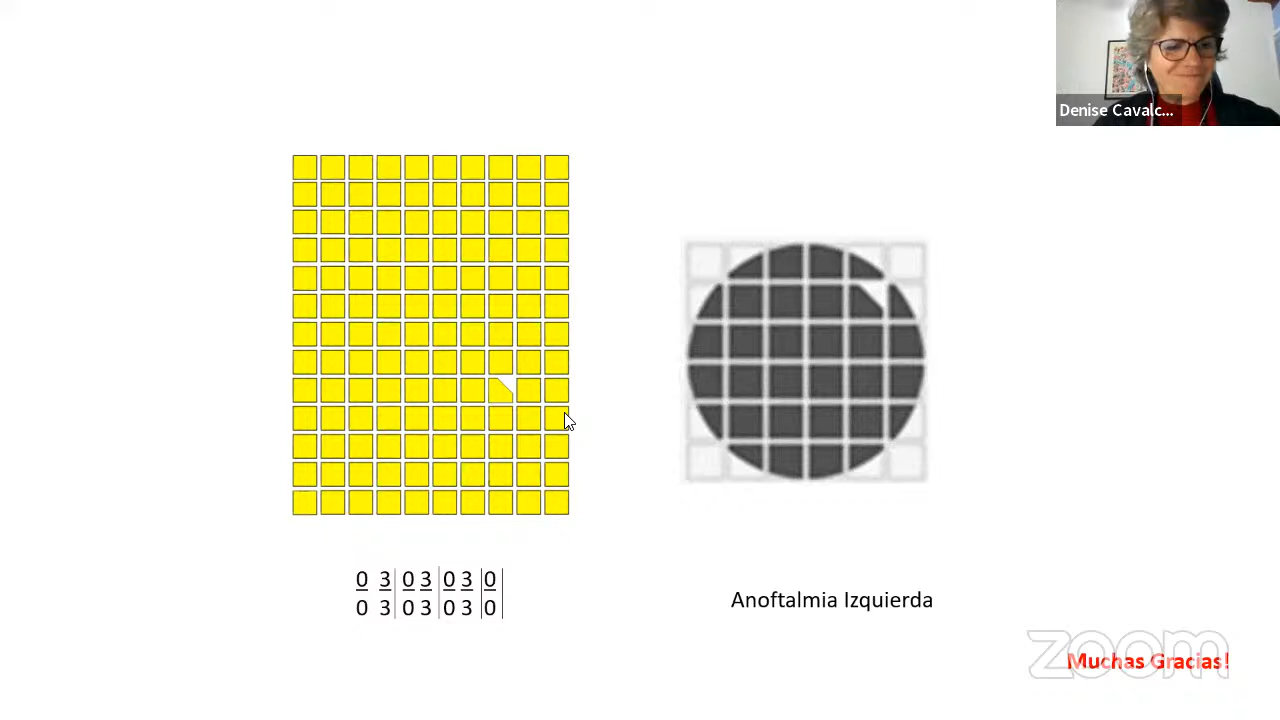 Denise Cavalc...
0 3 0 3 0 3 0
0 3 0 3 0 3 0
Anoftalmia Izquierda
zoom
Muchas Gracias!